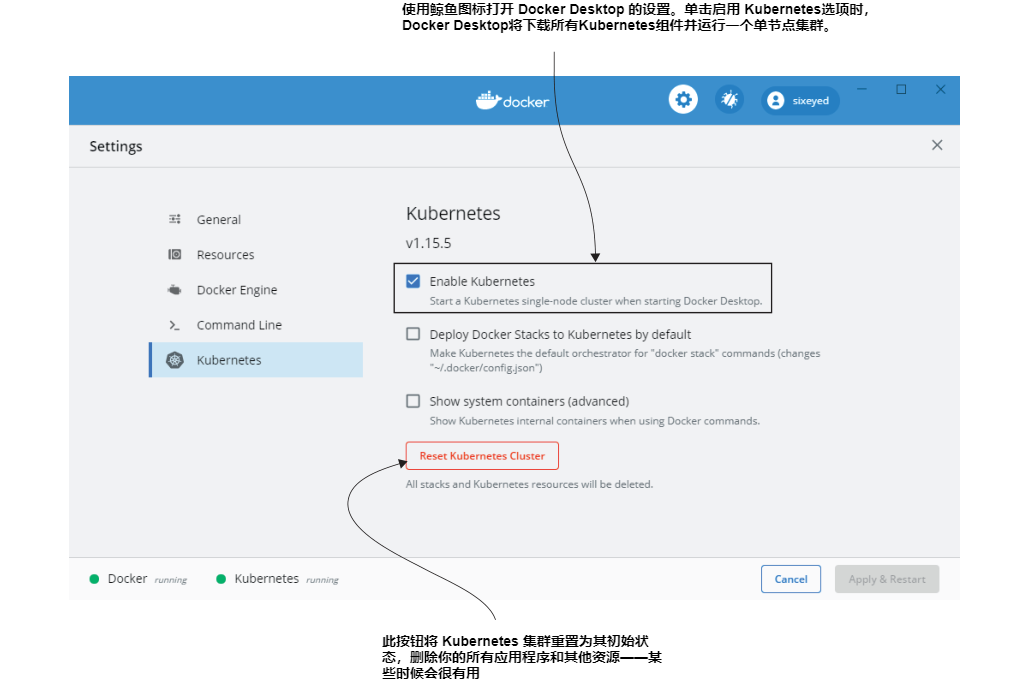 使用鲸鱼图标打开 Docker Desktop 的设置。单击启用 Kubernetes选项时，
Docker Desktop将下载所有Kubernetes组件并运行一个单节点集群。
docker
sixeyed
Settings
General
Resources
Docker Engine
Command Line
Kubernetes
Kubernetes
v1.15.5
Enable Kubernetes
Start a Kubernetes single-node cluster when starting Docker Desktop.
Deploy Docker Stacks to Kubernetes by default
Make Kubernetes the default orchestrator for "docker stack" commands (changes
"~/.docker/config.json")
Show system containers (advanced)
Show Kubernetes internal containers when using Docker commands.
Reset Kubernetes Cluster
All stacks and Kubernetes resources will be deleted.
Docker running
Kubernetes running
Cancel
Apply & Restart
此按钮将 Kubernetes 集群重置为其初始状
态，删除你的所有应用程序和其他资源——某
些时候会很有用